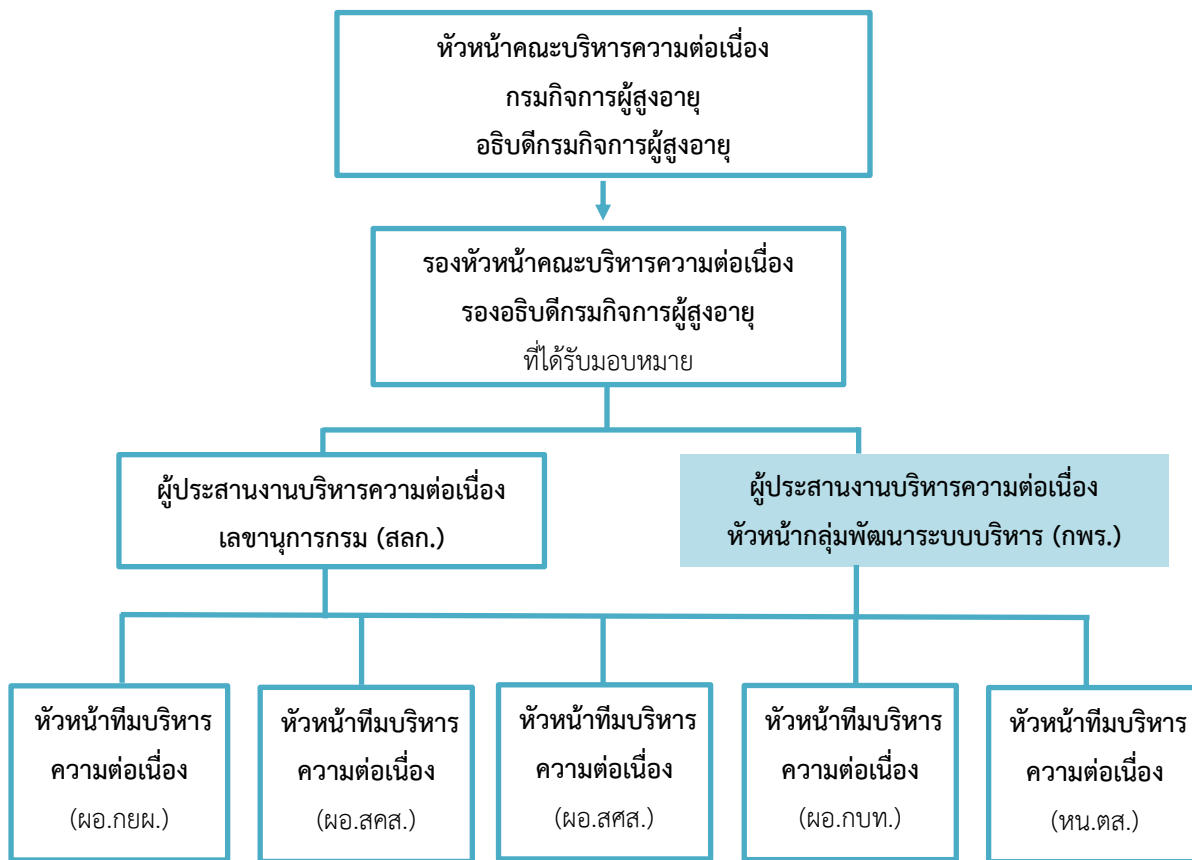 หัวหน้าคณะบริหารความต่อเนื่อง
กรมกิจการผู้สูงอายุ
อธิบดีกรมกิจการผู้สูงอายุ
รองหัวหน้าคณะบริหารความต่อเนื่อง
รองอธิบดีกรมกิจการผู้สูงอายุ
ที่ได้รับมอบหมาย
ผู้ประสานงานบริหารความต่อเนื่อง
เลขานุการกรม (สลก.)
ผู้ประสานงานบริหารความต่อเนื่อง
หัวหน้ากลุ่มพัฒนาระบบบริหาร (กพร.)
หัวหน้าทีมบริหาร
ความต่อเนื่อง
(ผอ.กยผ.)
หัวหน้าทีมบริหาร
ความต่อเนื่อง
(ผอ.สคส.)
หัวหน้าทีมบริหาร
ความต่อเนื่อง
(ผอ.สศส.)
หัวหน้าทีมบริหาร
ความต่อเนื่อง
(ผอ.กบท.)
หัวหน้าทีมบริหาร
ความต่อเนื่อง
(หน.ตส.)